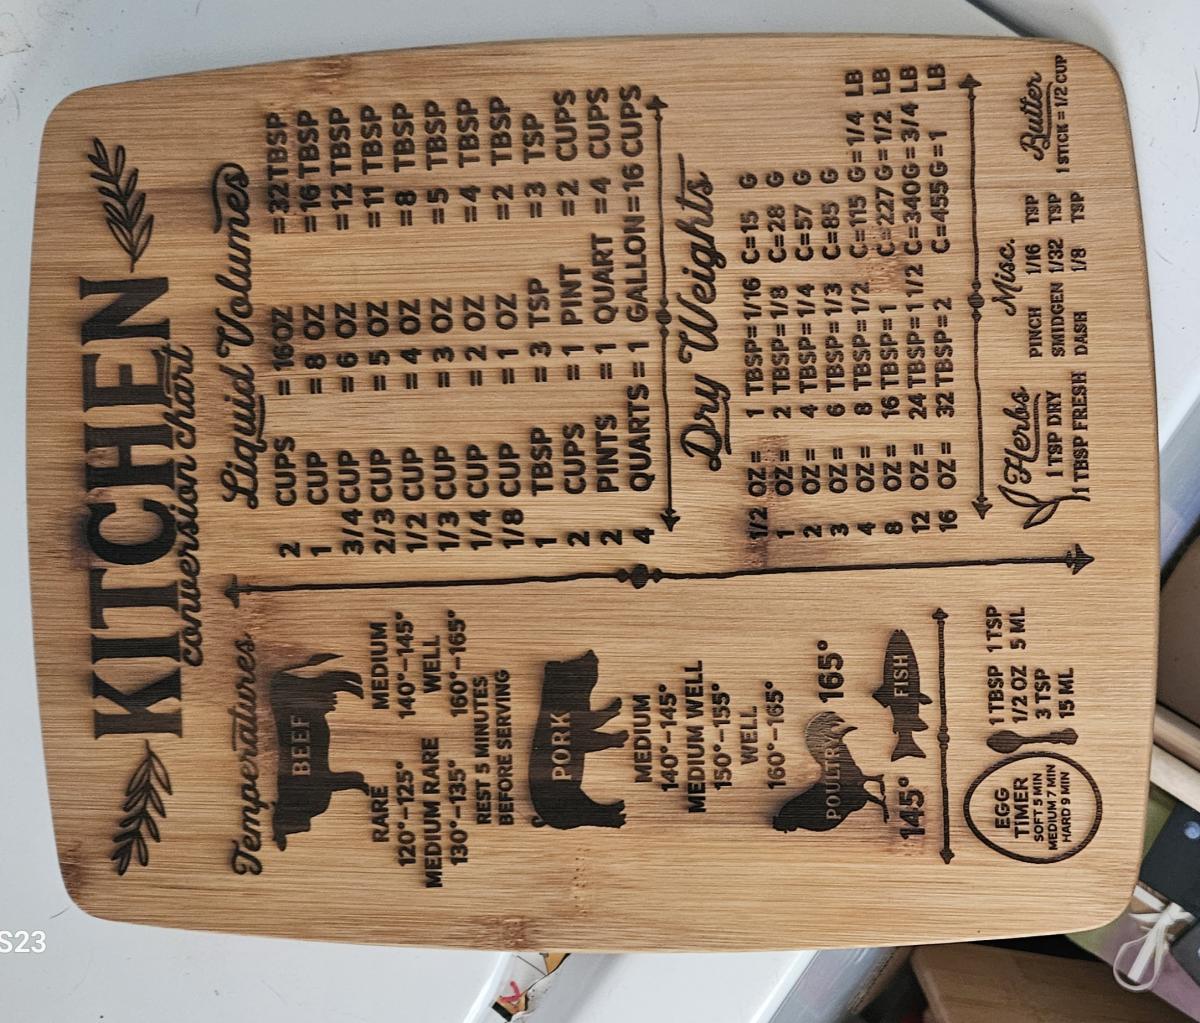 KITCHEN
conversion chart
Temperatures
BEEF
RARE MEDIUM
120°-125° 140°-145°
MEDIUM RARE WELL
130°-135° 160°-165°
REST 5 MINUTES
BEFORE SERVING
PORK
MEDIUM
140°-145°
MEDIUM WELL
150°-155°
WELL
160°-165°
POULTRY 165°
145° FISH
EGG
TIMER
SOFT 5 MIN
MEDIUM 7 MIN
HARD 9 MIN
1 TBSP 1 TSP
1/2 OZ 5 ML
3 TSP
15 ML
Liquid Volumes
2 CUPS = 16 OZ = 32 TBSP
1 CUP = 8 OZ = 16 TBSP
3/4 CUP = 6 OZ = 12 TBSP
2/3 CUP = 5 OZ = 11 TBSP
1/2 CUP = 4 OZ = 8 TBSP
1/3 CUP = 3 OZ = 5 TBSP
1/4 CUP = 2 OZ = 4 TBSP
1/8 CUP = 1 OZ = 2 TBSP
1 TBSP = 3 TSP = 3 TSP
2 CUPS = 1 PINT = 2 CUPS
2 PINTS = 1 QUART = 4 CUPS
4 QUARTS = 1 GALLON = 16 CUPS
Dry Weights
1/2 OZ = 1 TBSP = 1/16 C = 15 G
1 OZ = 2 TBSP = 1/8 C = 28 G
2 OZ = 4 TBSP = 1/4 C = 57 G
3 OZ = 6 TBSP = 1/3 C = 85 G
4 OZ = 8 TBSP = 1/2 C = 115 G = 1/4 LB
8 OZ = 16 TBSP = 1 C = 227 G = 1/2 LB
12 OZ = 24 TBSP = 1 1/2 C = 340 G = 3/4 LB
16 OZ = 32 TBSP = 2 C = 455 G = 1 LB
Herbs
1 TSP DRY
1 TBSP FRESH
Misc.
PINCH 1/16 TSP
SMIDGEN 1/32 TSP
DASH 1/8 TSP
Butter
1 STICK = 1/2 CUP
S23